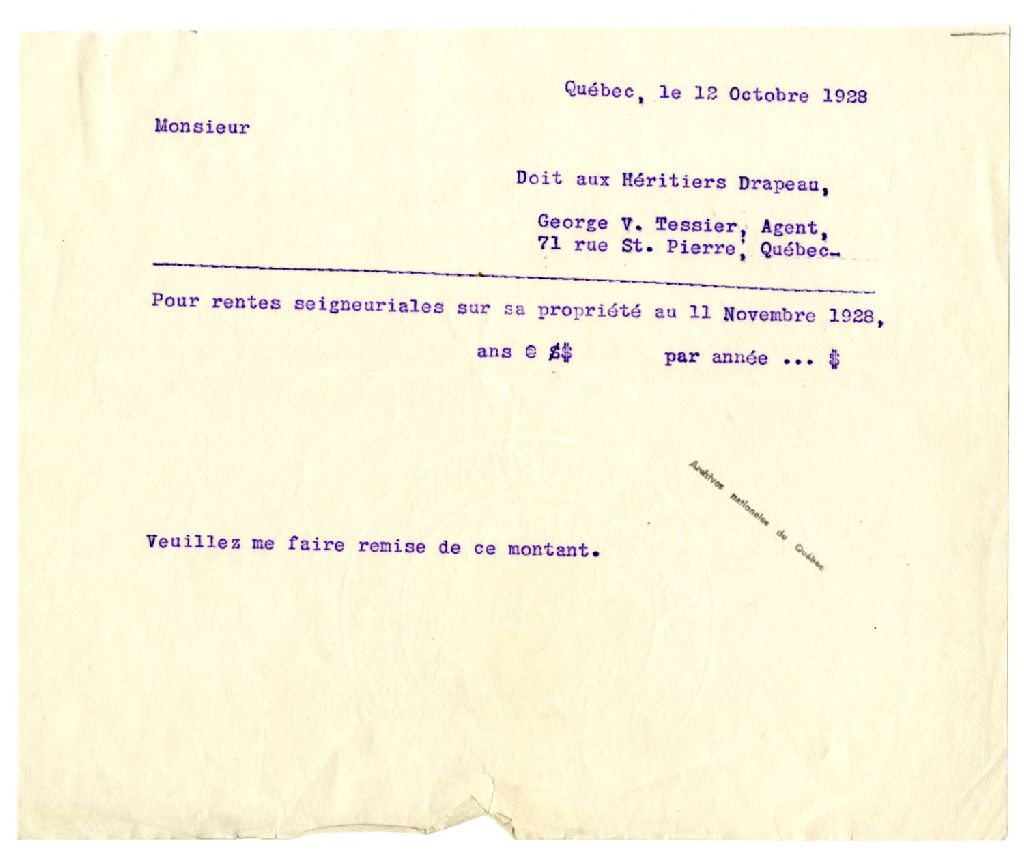 Québec, le 12 Octobre 1928
Monsieur
Doit aux Héritiers Drapeau,
George V. Tessier, Agent,
71 rue St. Pierre, Québec-
Pour rentes seigneuriales sur sa propriété au 11 Novembre 1928,
ans @ $ par année ... $
Archives nationales du Québec
Veuillez me faire remise de ce montant.